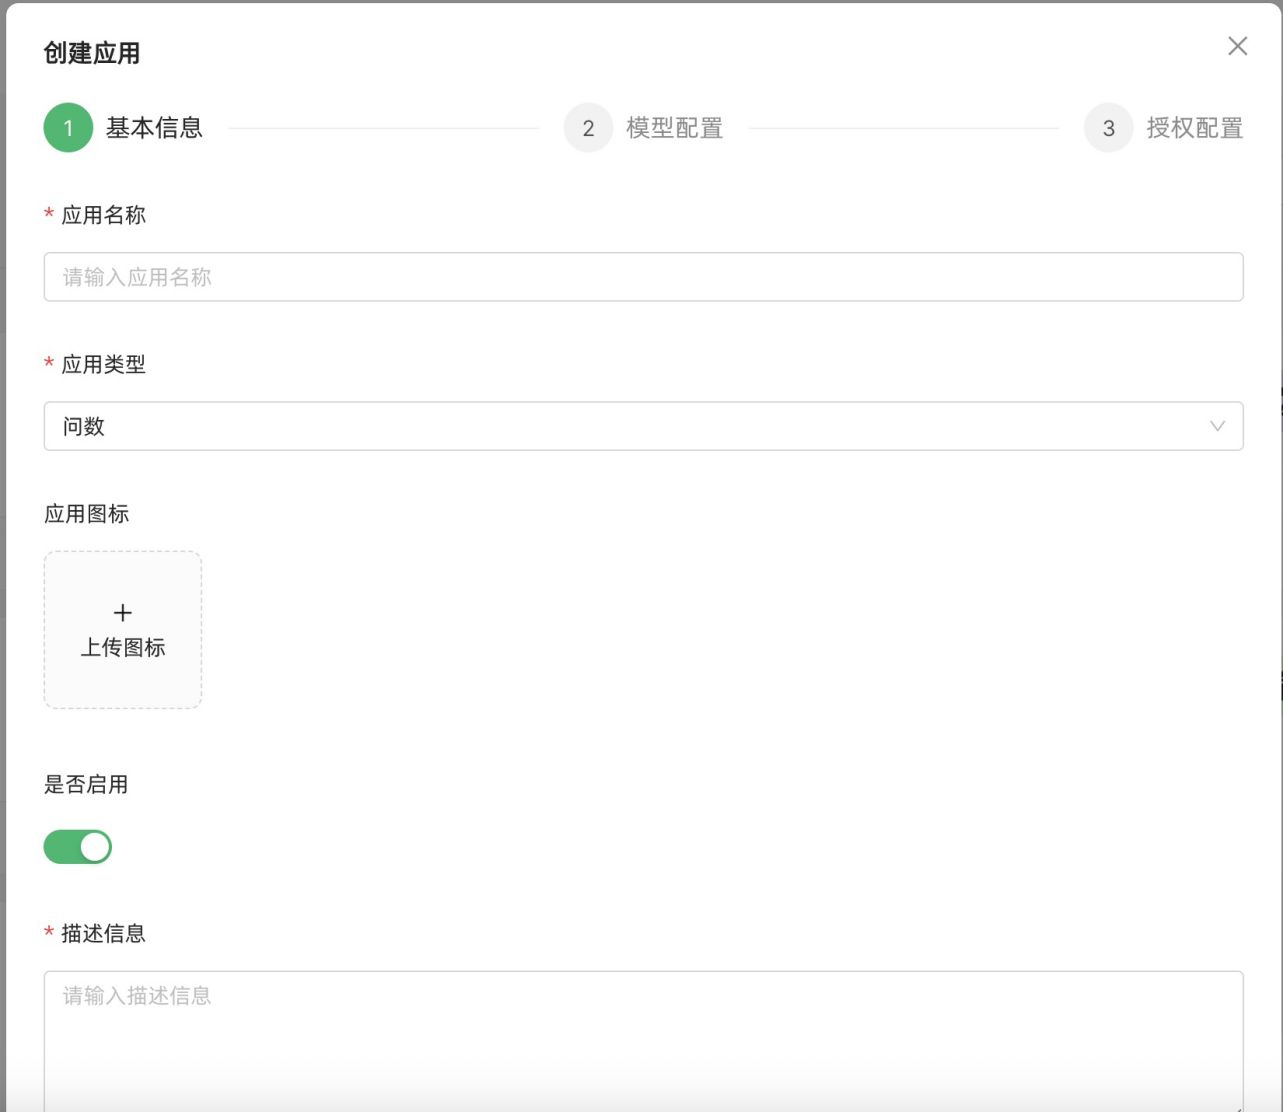 创建应用
1 基本信息 2 模型配置 3 授权配置
* 应用名称
请输入应用名称
* 应用类型
问数
应用图标
+
上传图标
是否启用
* 描述信息
请输入描述信息